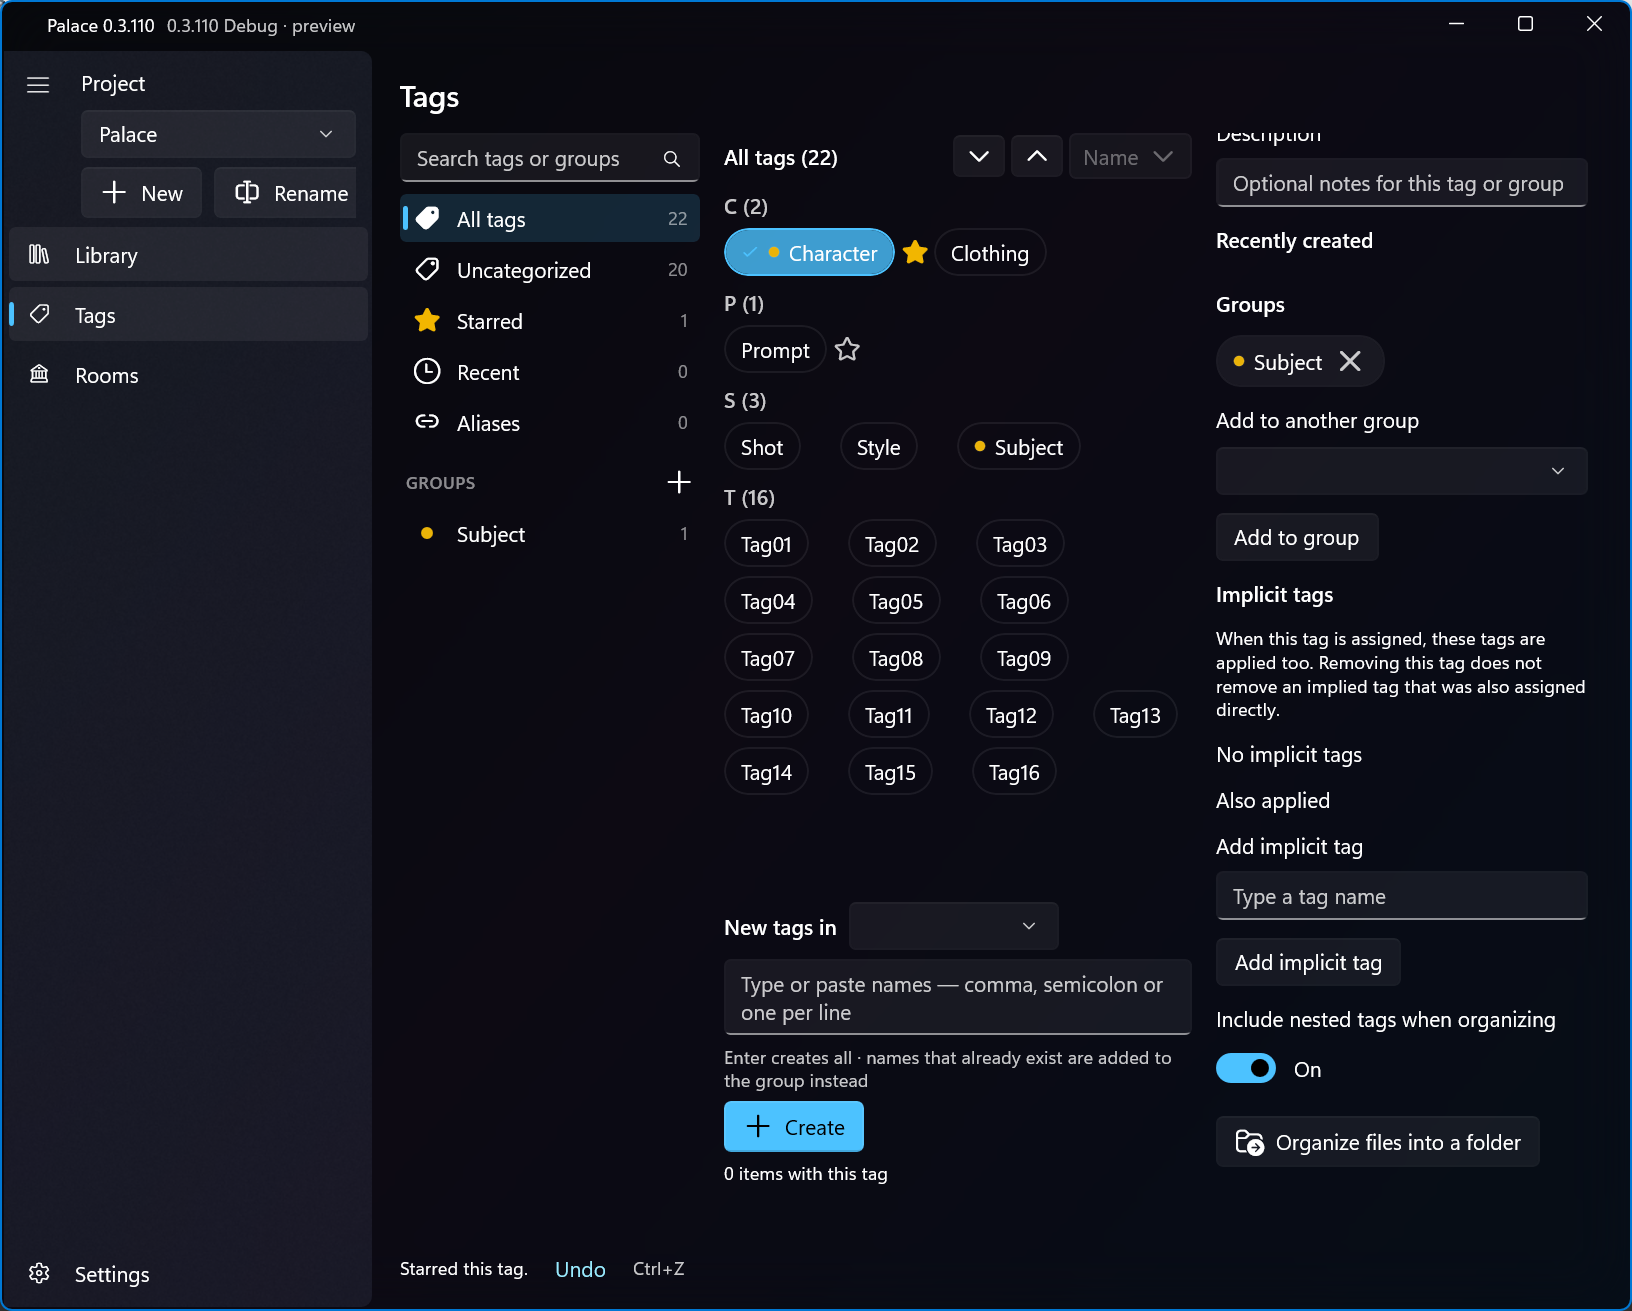 Palace 0.3.110 0.3.110 Debug · preview
Project
Palace
New
Rename
Library
Tags
Rooms
Settings
Tags
Search tags or groups
All tags 22
Uncategorized 20
Starred 1
Recent 0
Aliases 0
GROUPS
Subject 1
All tags (22)
Name
C (2)
Character
Clothing
P (1)
Prompt
S (3)
Shot
Style
Subject
T (16)
Tag01
Tag02
Tag03
Tag04
Tag05
Tag06
Tag07
Tag08
Tag09
Tag10
Tag11
Tag12
Tag13
Tag14
Tag15
Tag16
New tags in
Type or paste names — comma, semicolon or
one per line
Enter creates all · names that already exist are added to
the group instead
Create
0 items with this tag
Description
Optional notes for this tag or group
Recently created
Groups
Subject
Add to another group
Add to group
Implicit tags
When this tag is assigned, these tags are
applied too. Removing this tag does not
remove an implied tag that was also assigned
directly.
No implicit tags
Also applied
Add implicit tag
Type a tag name
Add implicit tag
Include nested tags when organizing
On
Organize files into a folder
Starred this tag. Undo Ctrl+Z